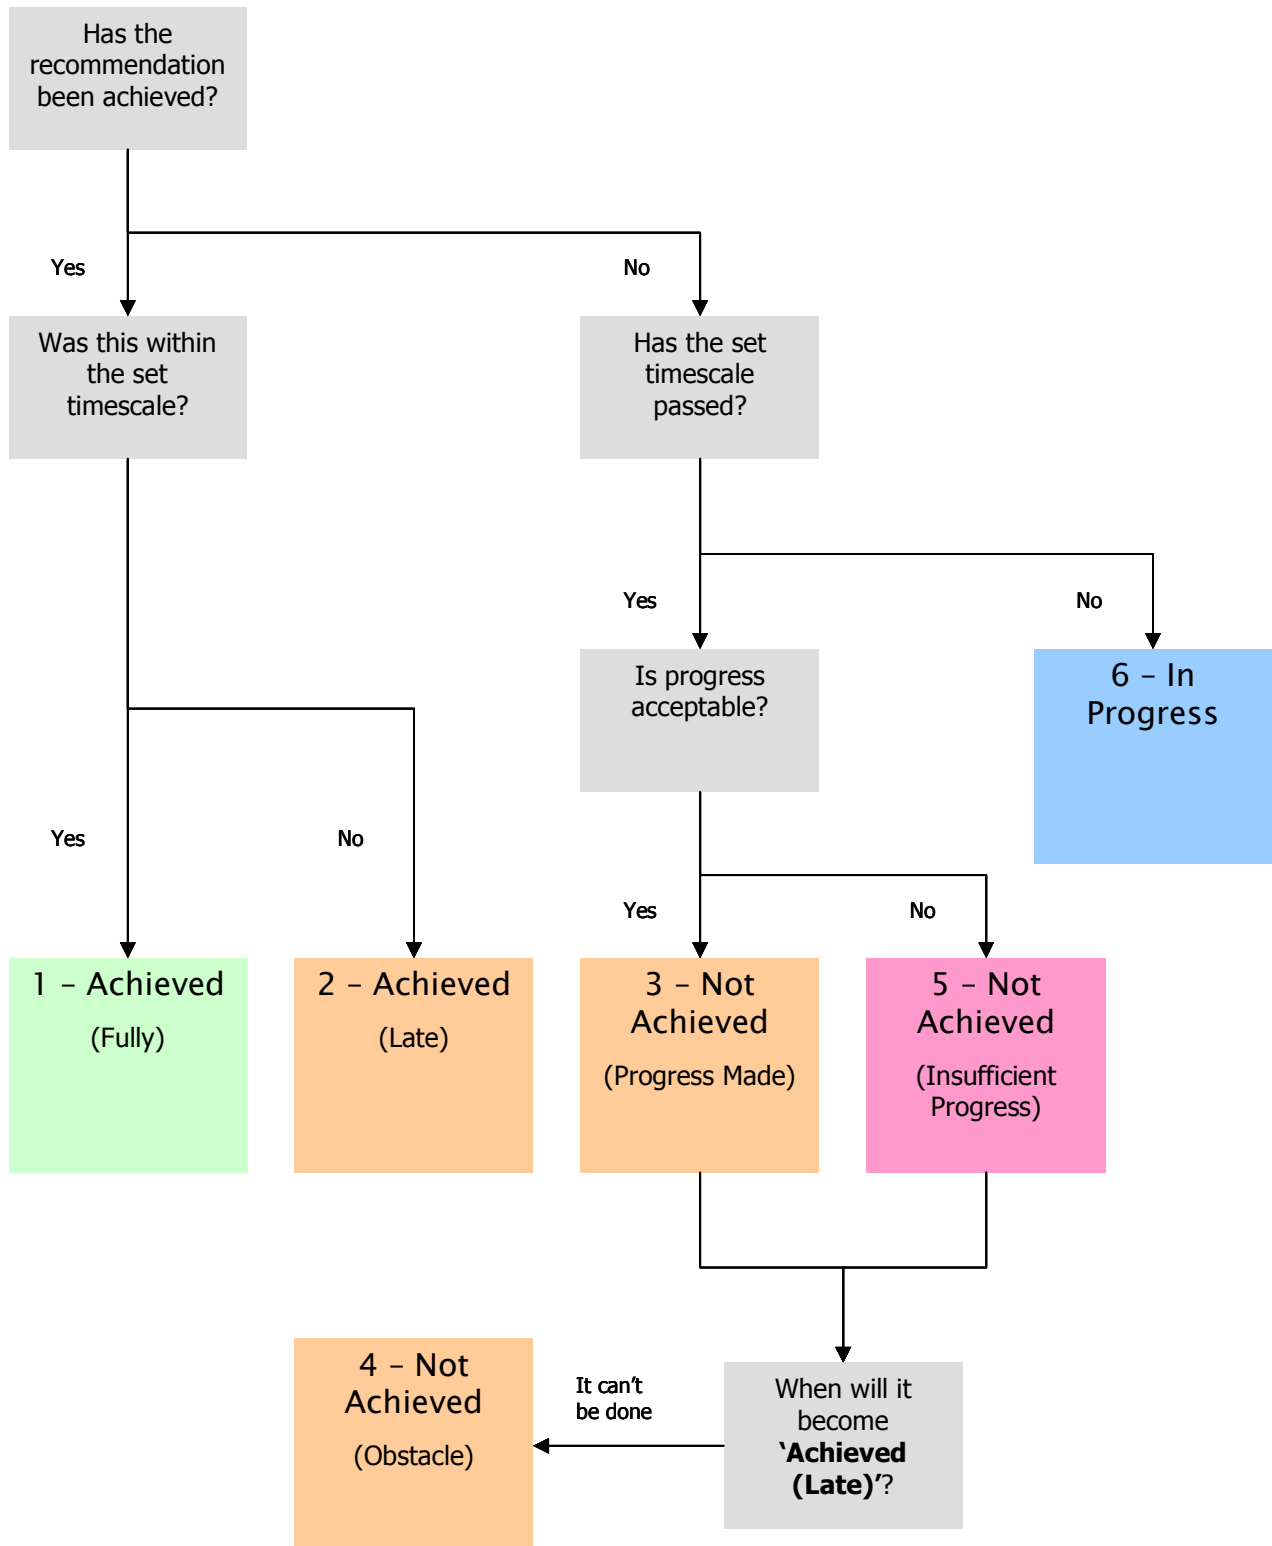 Has the
recommendation
been achieved?
Yes
No
Was this within
the set
timescale?
Has the set
timescale
passed?
Yes
No
Is progress
acceptable?
6 – In
Progress
Yes
No
Yes
No
1 – Achieved
(Fully)
2 – Achieved
(Late)
3 – Not
Achieved
(Progress Made)
5 – Not
Achieved
(Insufficient
Progress)
4 – Not
Achieved
(Obstacle)
It can’t
be done
When will it
become
‘Achieved
(Late)’?